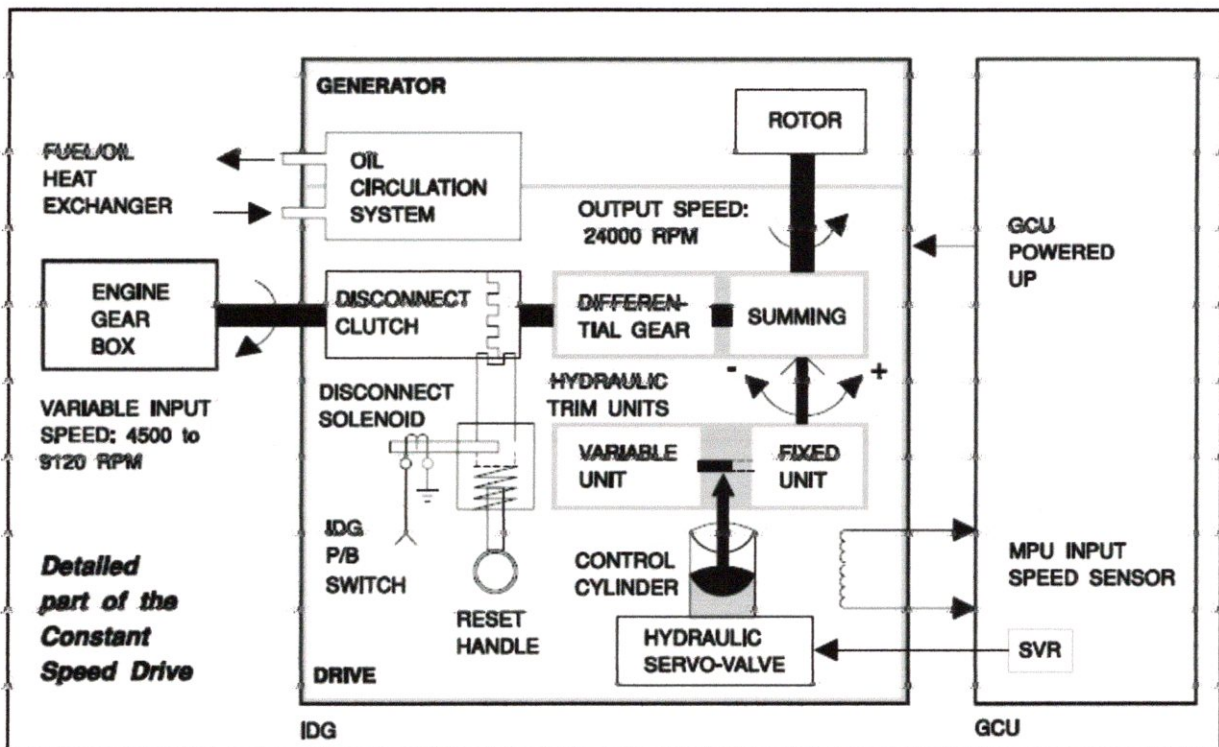 GENERATOR
ROTOR
FUEL/OIL
HEAT
EXCHANGER
OIL
CIRCULATION
SYSTEM
OUTPUT SPEED:
24000 RPM
GCU
POWERED
UP
ENGINE
GEAR
BOX
DISCONNECT
CLUTCH
DIFFEREN-
TIAL GEAR
SUMMING
- +
VARIABLE INPUT
SPEED: 4500 to
9120 RPM
DISCONNECT
SOLENOID
HYDRAULIC
TRIM UNITS
VARIABLE
UNIT
FIXED
UNIT
IDG
P/B
SWITCH
RESET
HANDLE
CONTROL
CYLINDER
MPU INPUT
SPEED SENSOR
Detailed
part of the
Constant
Speed Drive
HYDRAULIC
SERVO-VALVE
SVR
DRIVE
IDG
GCU